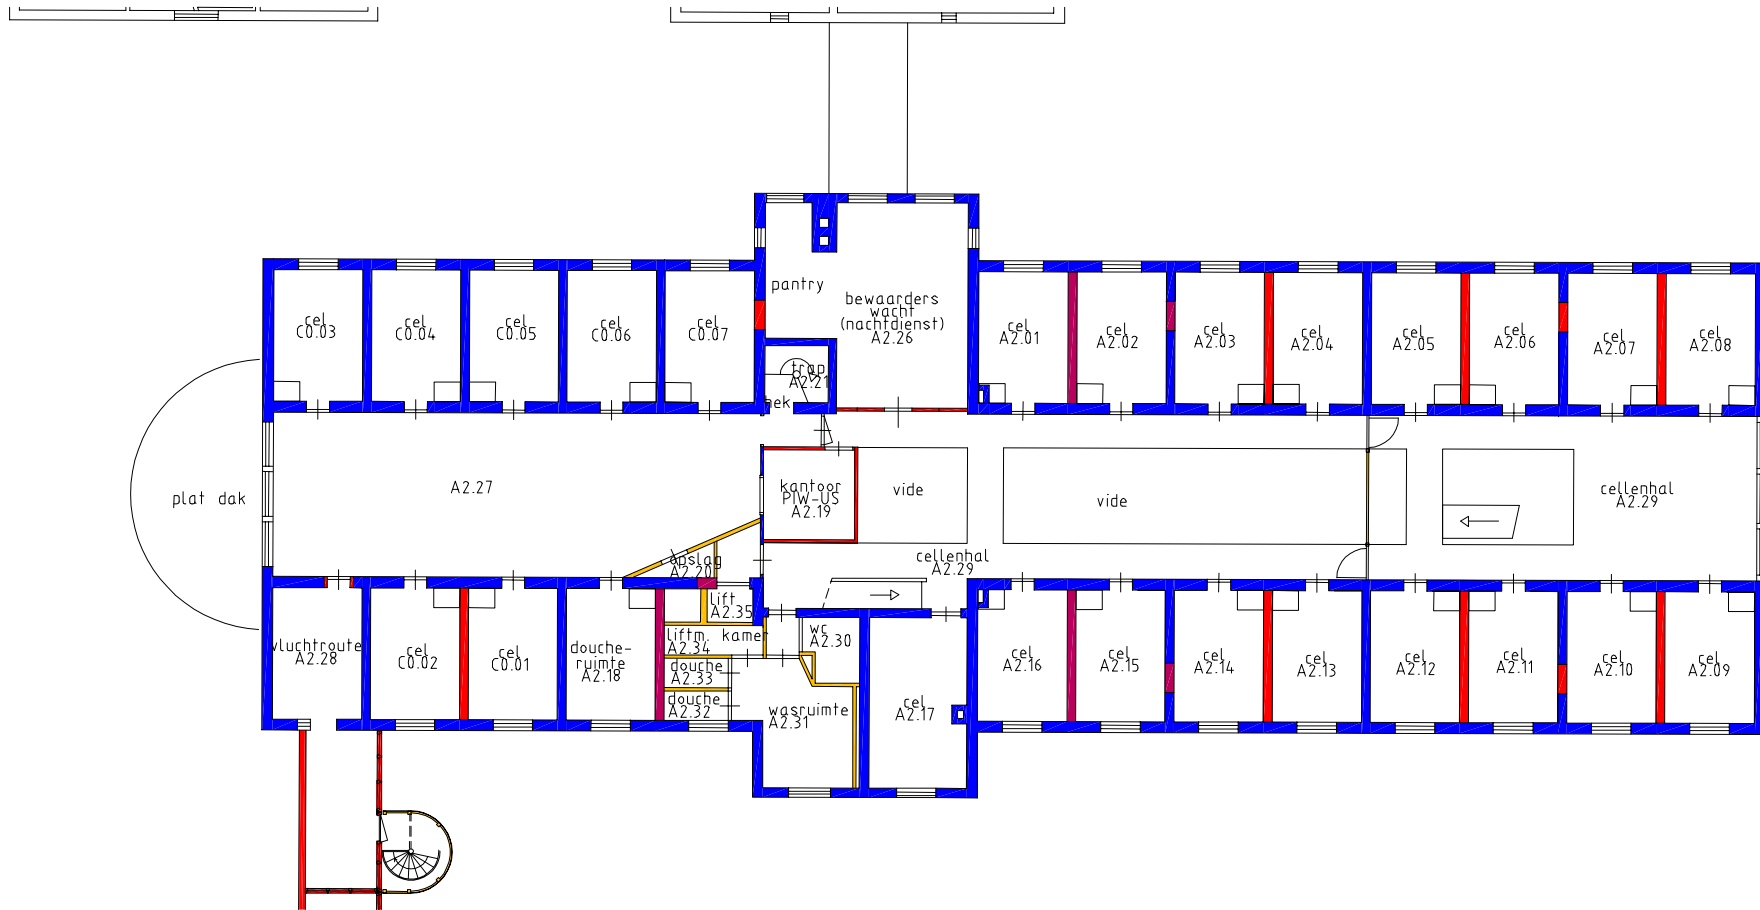 cel
C0.03
cel
C0.04
cel
C0.05
cel
C0.06
cel
C0.07
pantry
bewaarders
wacht
(nachtdienst)
A2.26
trap
A2.21
hek
cel
A2.01
cel
A2.02
cel
A2.03
cel
A2.04
cel
A2.05
cel
A2.06
cel
A2.07
cel
A2.08
plat dak
A2.27
kantoor
PIW-US
A2.19
vide
vide
cellenhal
A2.29
opslag
A2.20
cellenhal
A2.29
vluchtroute
A2.28
cel
C0.02
cel
C0.01
douche-
ruimte
A2.18
lift
A2.35
liftm. kamer
A2.34
douche
A2.33
douche
A2.32
wc
A2.30
wasruimte
A2.31
cel
A2.17
cel
A2.16
cel
A2.15
cel
A2.14
cel
A2.13
cel
A2.12
cel
A2.11
cel
A2.10
cel
A2.09